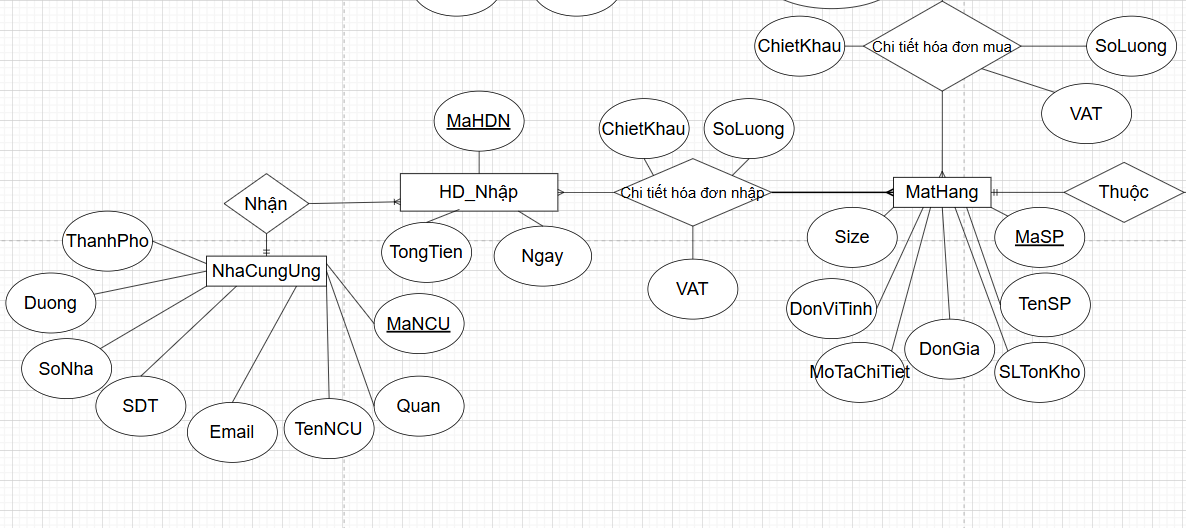 ChietKhau
Chi tiết hóa đơn mua
SoLuong
VAT
MaHDN
ChietKhau
SoLuong
HD_Nhập
Chi tiết hóa đơn nhập
MatHang
Thuộc
Nhận
ThanhPho
TongTien
Ngay
Size
MaSP
NhaCungUng
Duong
VAT
DonViTinh
TenSP
MaNCU
DonGia
SoNha
MoTaChiTiet
SLTonKho
SDT
Quan
Email
TenNCU